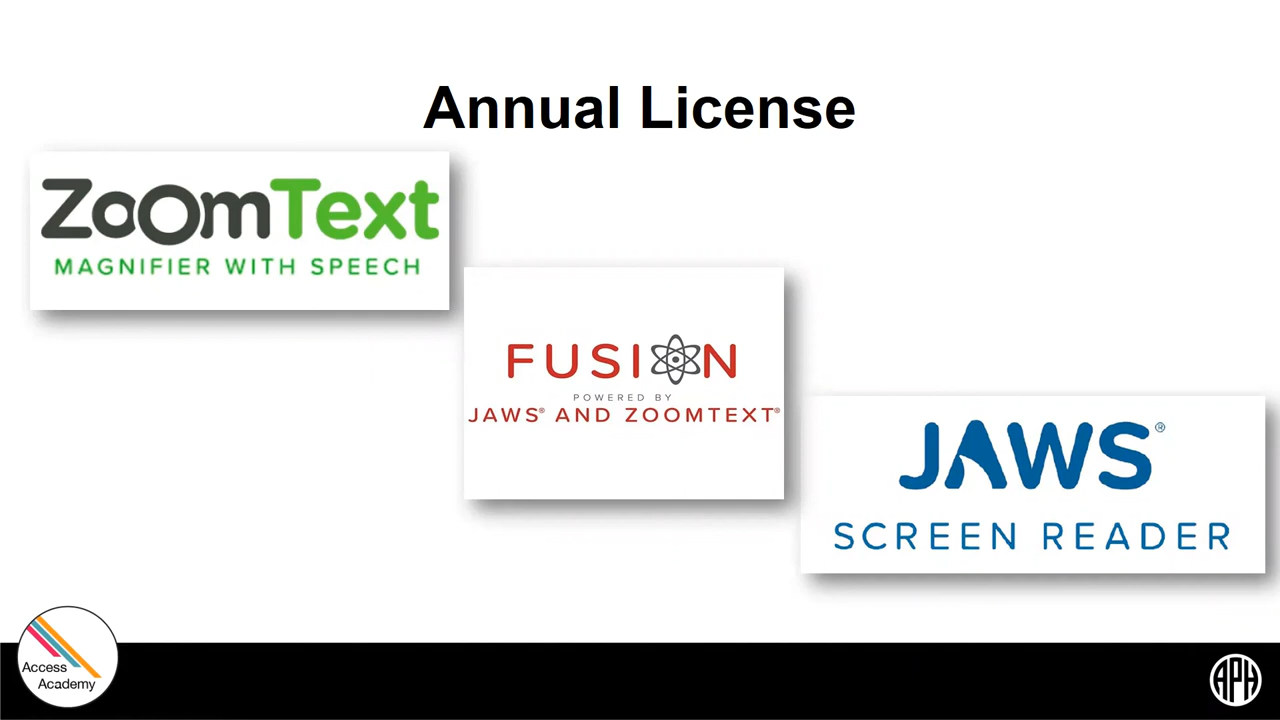 Annual License
ZoomText
MAGNIFIER WITH SPEECH
FUSION
POWERED BY
JAWS® AND ZOOMTEXT®
JAWS®
SCREEN READER
Access
Academy
APH